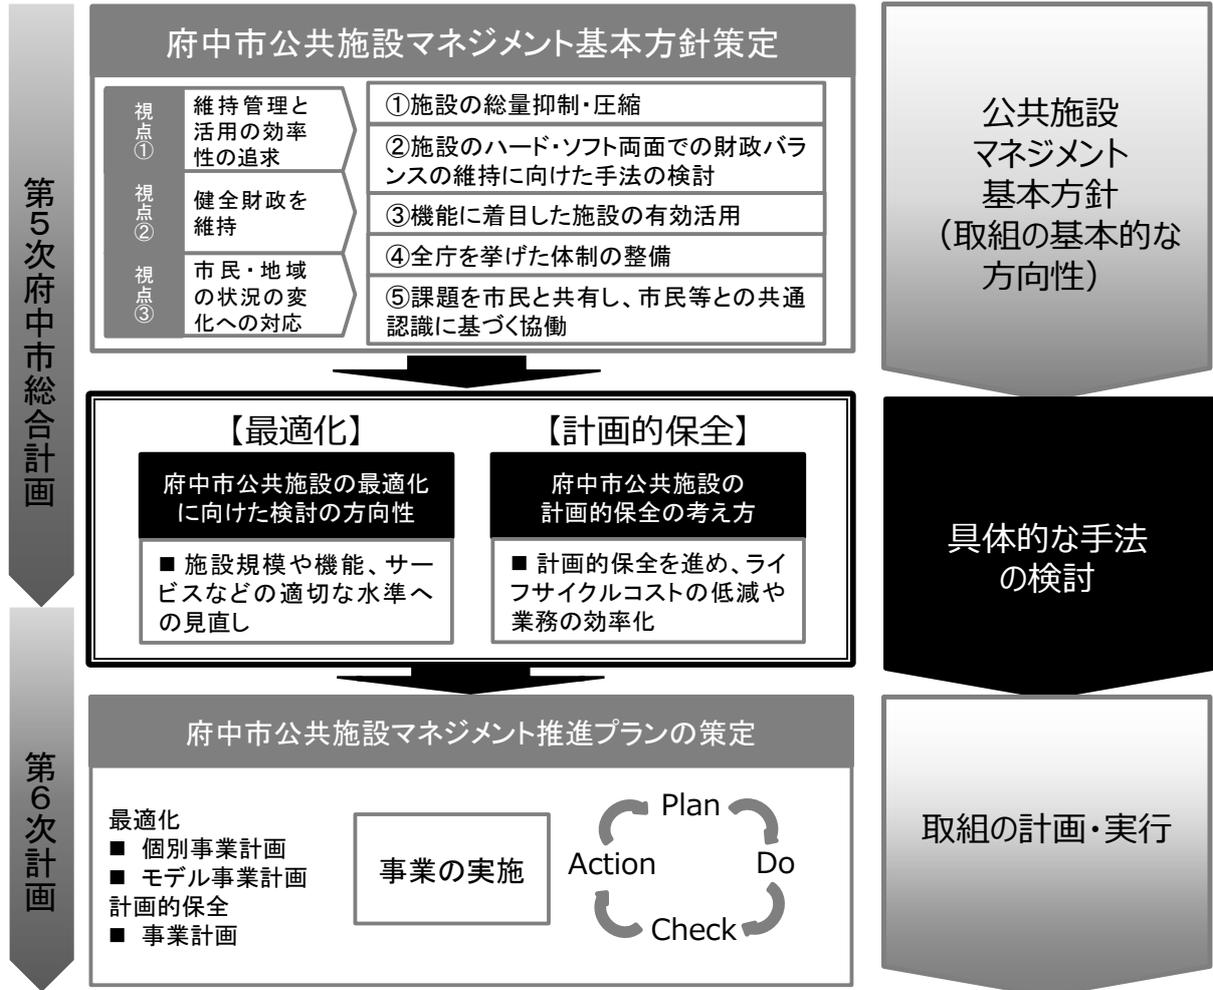 第5次府中市総合計画
府中市公共施設マネジメント基本方針策定
視点①
維持管理と
活用の効率
性の追求
視点②
健全財政を
維持
視点③
市民・地域
の状況の変
化への対応
①施設の総量抑制・圧縮
②施設のハード・ソフト両面での財政バラ
ンスの維持に向けた手法の検討
③機能に着目した施設の有効活用
④全庁を挙げた体制の整備
⑤課題を市民と共有し、市民等との共通
認識に基づく協働
公共施設
マネジメント
基本方針
（取組の基本的な
方向性）
【最適化】
府中市公共施設の最適化
に向けた検討の方向性
■ 施設規模や機能、サー
ビスなどの適切な水準へ
の見直し
【計画的保全】
府中市公共施設の
計画的保全の考え方
■ 計画的保全を進め、ライ
フサイクルコストの低減や
業務の効率化
具体的な手法
の検討
第6次計画
府中市公共施設マネジメント推進プランの策定
最適化
■ 個別事業計画
■ モデル事業計画
計画的保全
■ 事業計画
事業の実施
Plan
Do
Check
Action
取組の計画・実行